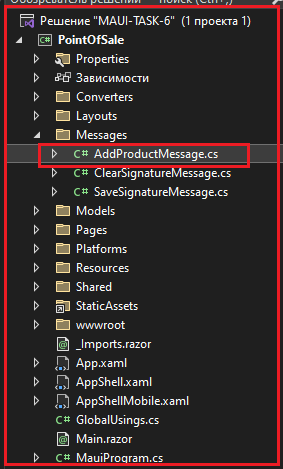 Обозреватель решений — поиск (Ctrl+;)
Решение "MAUI-TASK-6" (1 проекта)
C# PointOfSale
Properties
Зависимости
Converters
Layouts
Messages
C# AddProductMessage.cs
C# ClearSignatureMessage.cs
C# SaveSignatureMessage.cs
Models
Pages
Platforms
Resources
Shared
StaticAssets
wwwroot
_Imports.razor
App.xaml
AppShell.xaml
AppShellMobile.xaml
C# GlobalUsings.cs
Main.razor
C# MauiProgram.cs